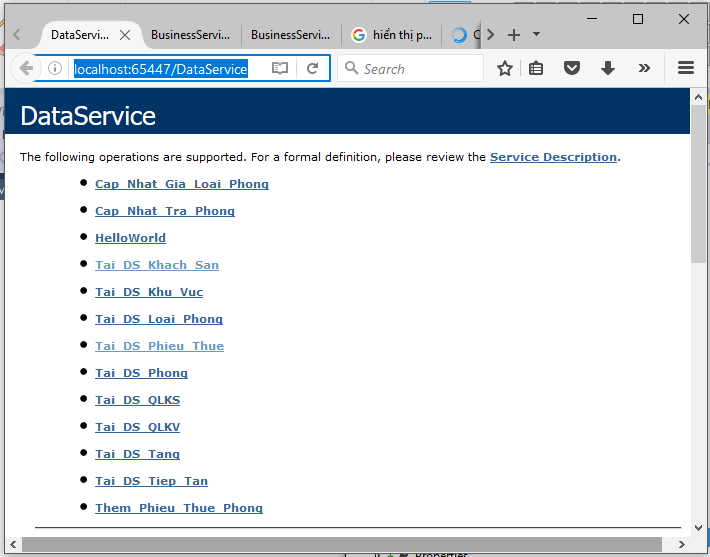 DataServi...
BusinessServi...
BusinessServi...
hiển thị p...
localhost:65447/DataService
Search
DataService
The following operations are supported. For a formal definition, please review the Service Description.
Cap_Nhat_Gia_Loai_Phong
Cap_Nhat_Tra_Phong
HelloWorld
Tai_DS_Khach_San
Tai_DS_Khu_Vuc
Tai_DS_Loai_Phong
Tai_DS_Phieu_Thue
Tai_DS_Phong
Tai_DS_QLKS
Tai_DS_QLKV
Tai_DS_Tang
Tai_DS_Tiep_Tan
Them_Phieu_Thue_Phong
Properties